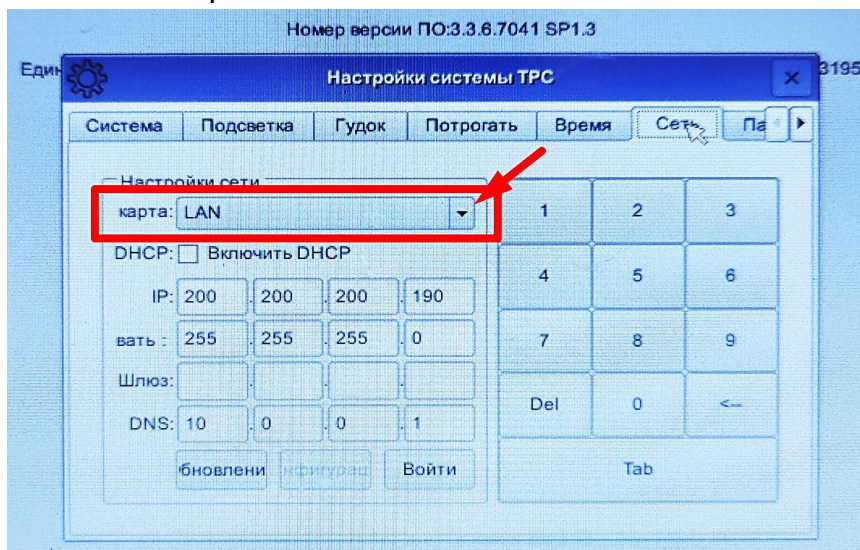 Номер версии ПО:3.3.6.7041 SP1.3
Един
3195
Настройки системы TPC
Система Подсветка Гудок Потрогать Время Сеть Па
Настройки сети
карта: LAN
DHCP: Включить DHCP
IP: 200 . 200 . 200 . 190
вать : 255 . 255 . 255 . 0
Шлюз: . . .
DNS: 10 . 0 . 0 . 1
бновлени нфигурац Войти
1 2 3
4 5 6
7 8 9
Del 0 <--
Tab